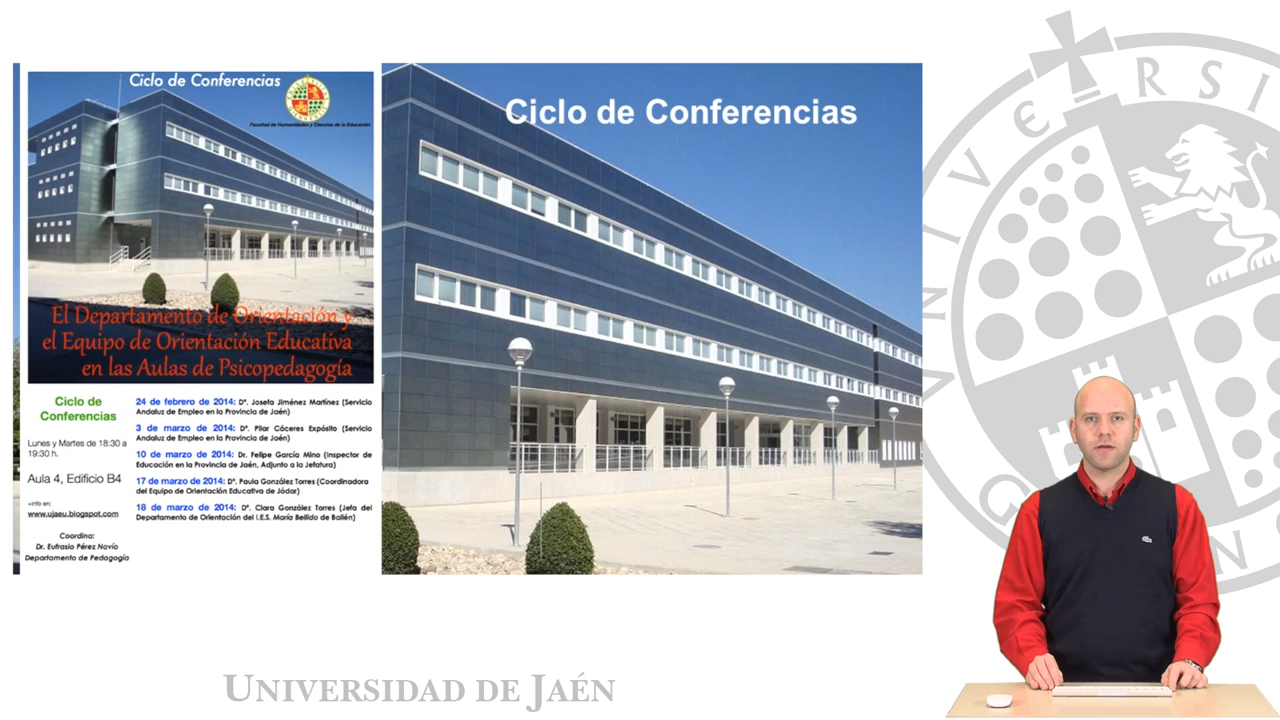 Ciclo de Conferencias
Facultad de Humanidades y Ciencias de la Educación
El Departamento de Orientación y
el Equipo de Orientación Educativa
en las Aulas de Psicopedagogía
Ciclo de
Conferencias
Lunes y Martes de 18:30 a
19:30 h.
Aula 4, Edificio B4
+info en:
www.ujaeu.blogspot.com
Coordina:
Dr. Eufrasio Pérez Navío
Departamento de Pedagogía
24 de febrero de 2014: Dª. Josefa Jiménez Martínez (Servicio
Andaluz de Empleo en la Provincia de Jaén)
3 de marzo de 2014: Dª. Pilar Cáceres Expósito (Servicio
Andaluz de Empleo en la Provincia de Jaén)
10 de marzo de 2014: Dr. Felipe García Mino (Inspector de
Educación en la Provincia de Jaén, Adjunto a la Jefatura)
17 de marzo de 2014: Dª. Paula González Torres (Coordinadora
del Equipo de Orientación Educativa de Jódar)
18 de marzo de 2014: Dª. Clara González Torres (Jefa del
Departamento de Orientación del I.E.S. María Bellido de Bailén)
Ciclo de Conferencias
UNIVERSIDAD DE JAÉN